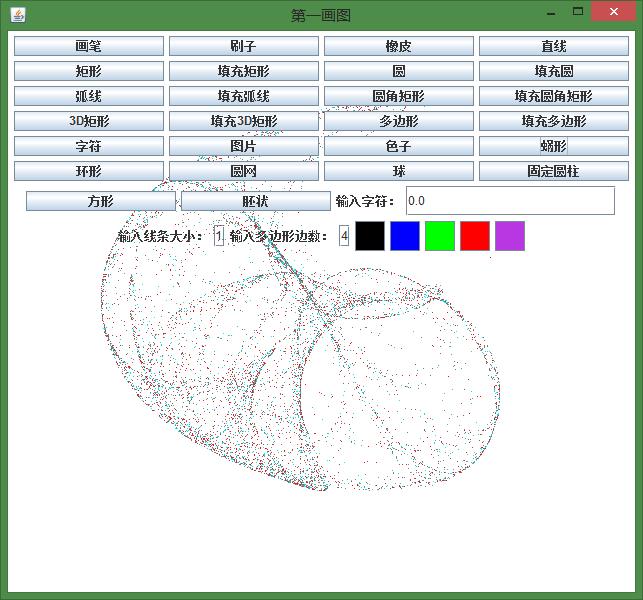 第一画图
画笔 刷子 橡皮 直线
矩形 填充矩形 圆 填充圆
弧线 填充弧线 圆角矩形 填充圆角矩形
3D矩形 填充3D矩形 多边形 填充多边形
字符 图片 色子 蜗形
环形 圆网 球 固定圆柱
方形 胚状 输入字符： 0.0
输入线条大小： 1 输入多边形边数： 4